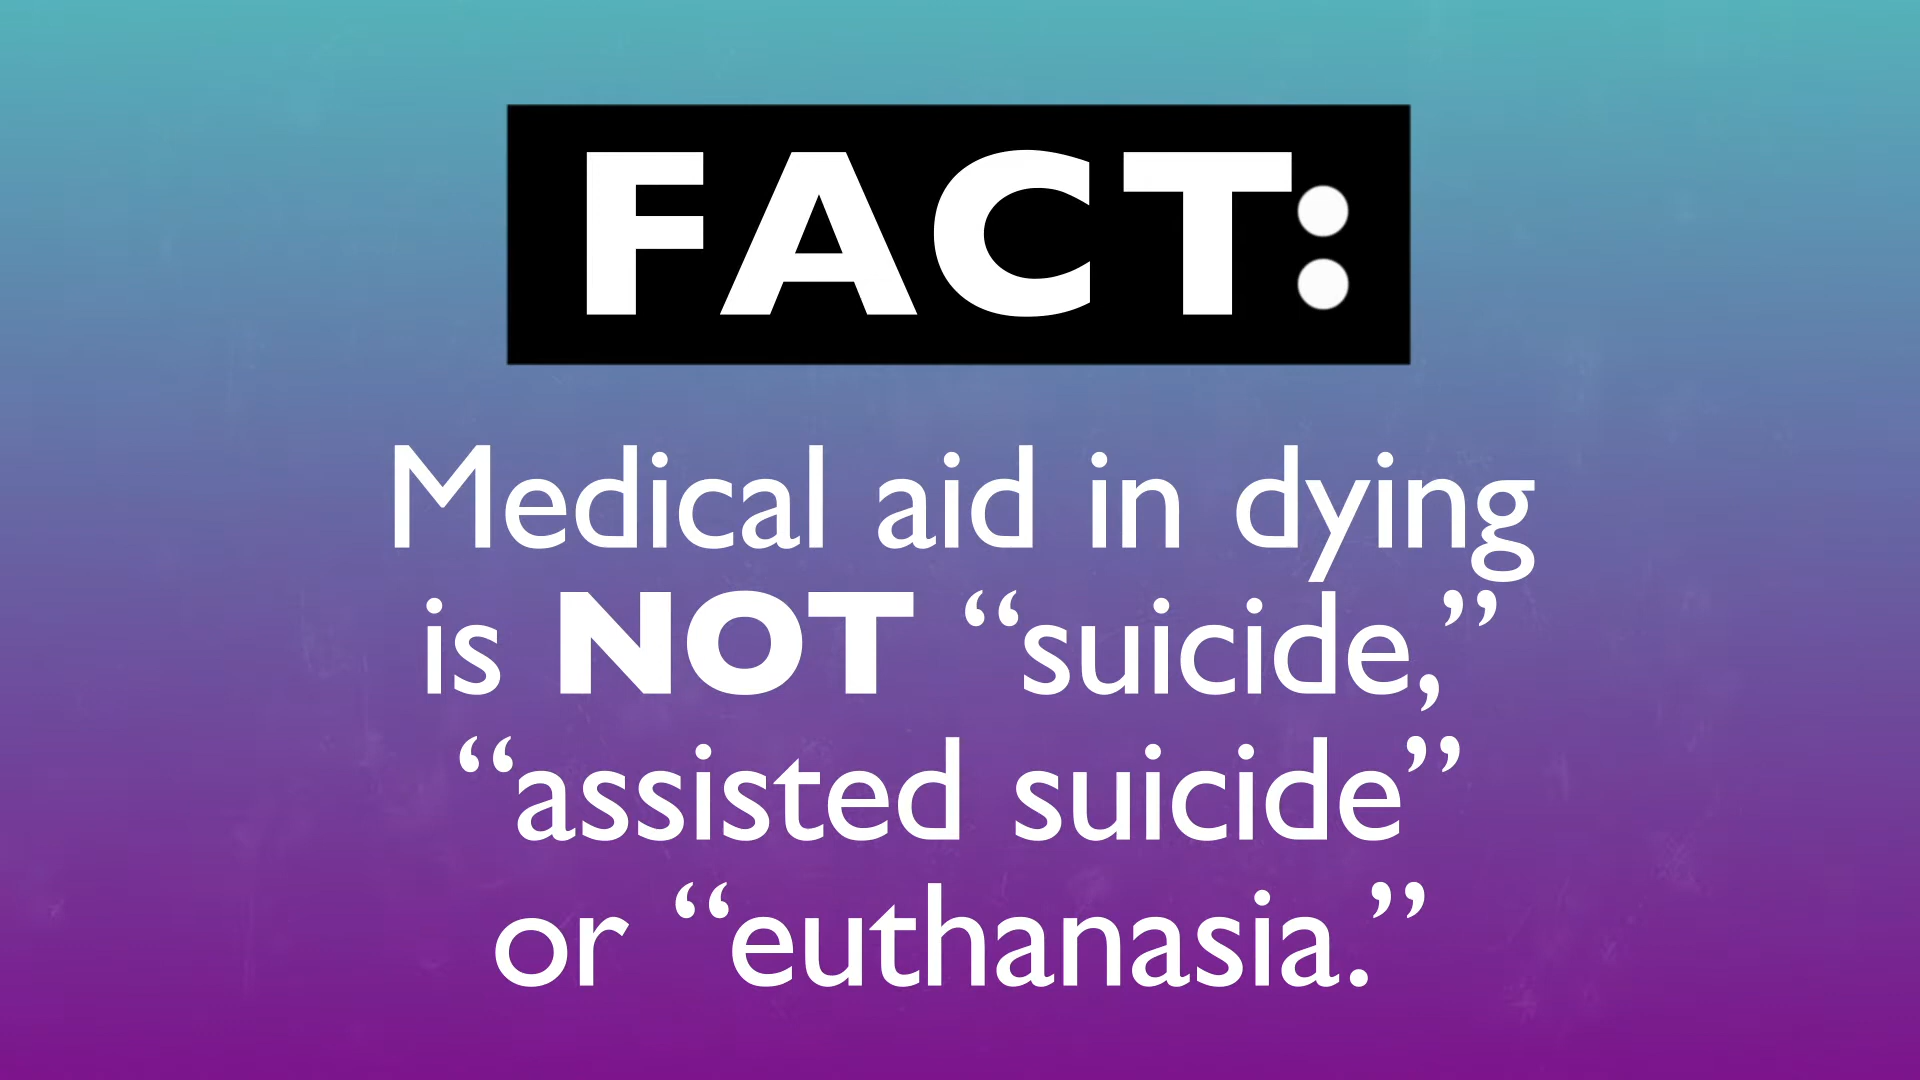 FACT:
Medical aid in dying
is NOT “suicide,”
“assisted suicide”
or “euthanasia.”